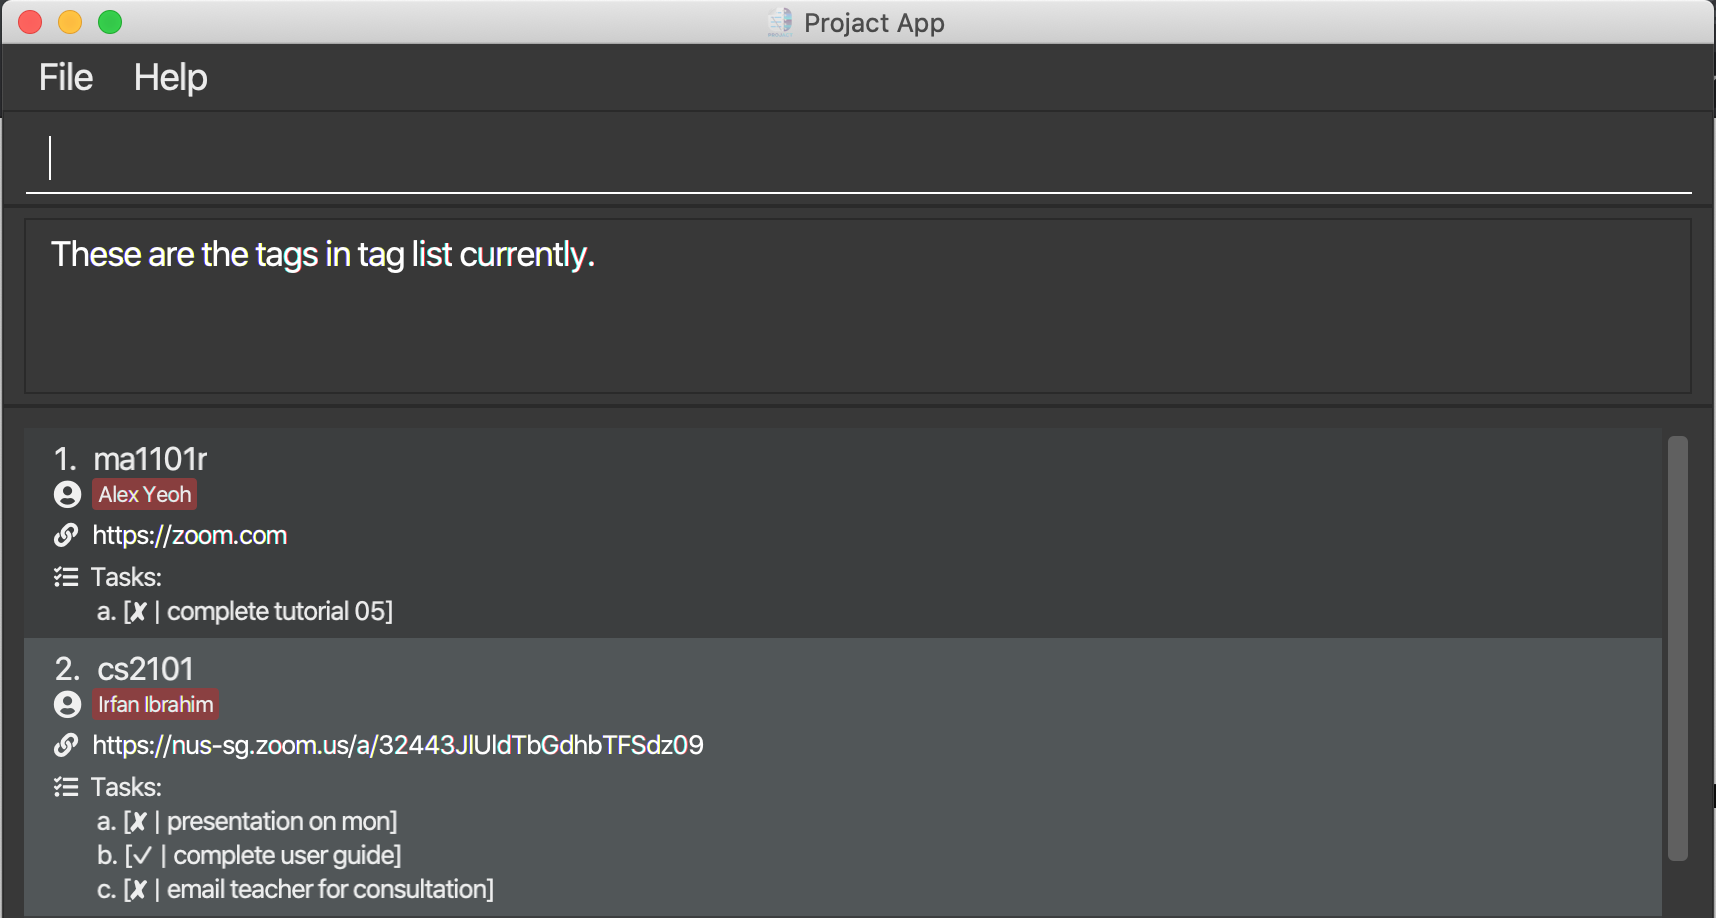 Projact App
File Help
These are the tags in tag list currently.
1. ma1101r
Alex Yeoh
https://zoom.com
Tasks:
a. [✘ | complete tutorial 05]
2. cs2101
Irfan Ibrahim
https://nus-sg.zoom.us/a/32443JlUldTbGdhbTFSdz09
Tasks:
a. [✘ | presentation on mon]
b. [✓ | complete user guide]
c. [✘ | email teacher for consultation]